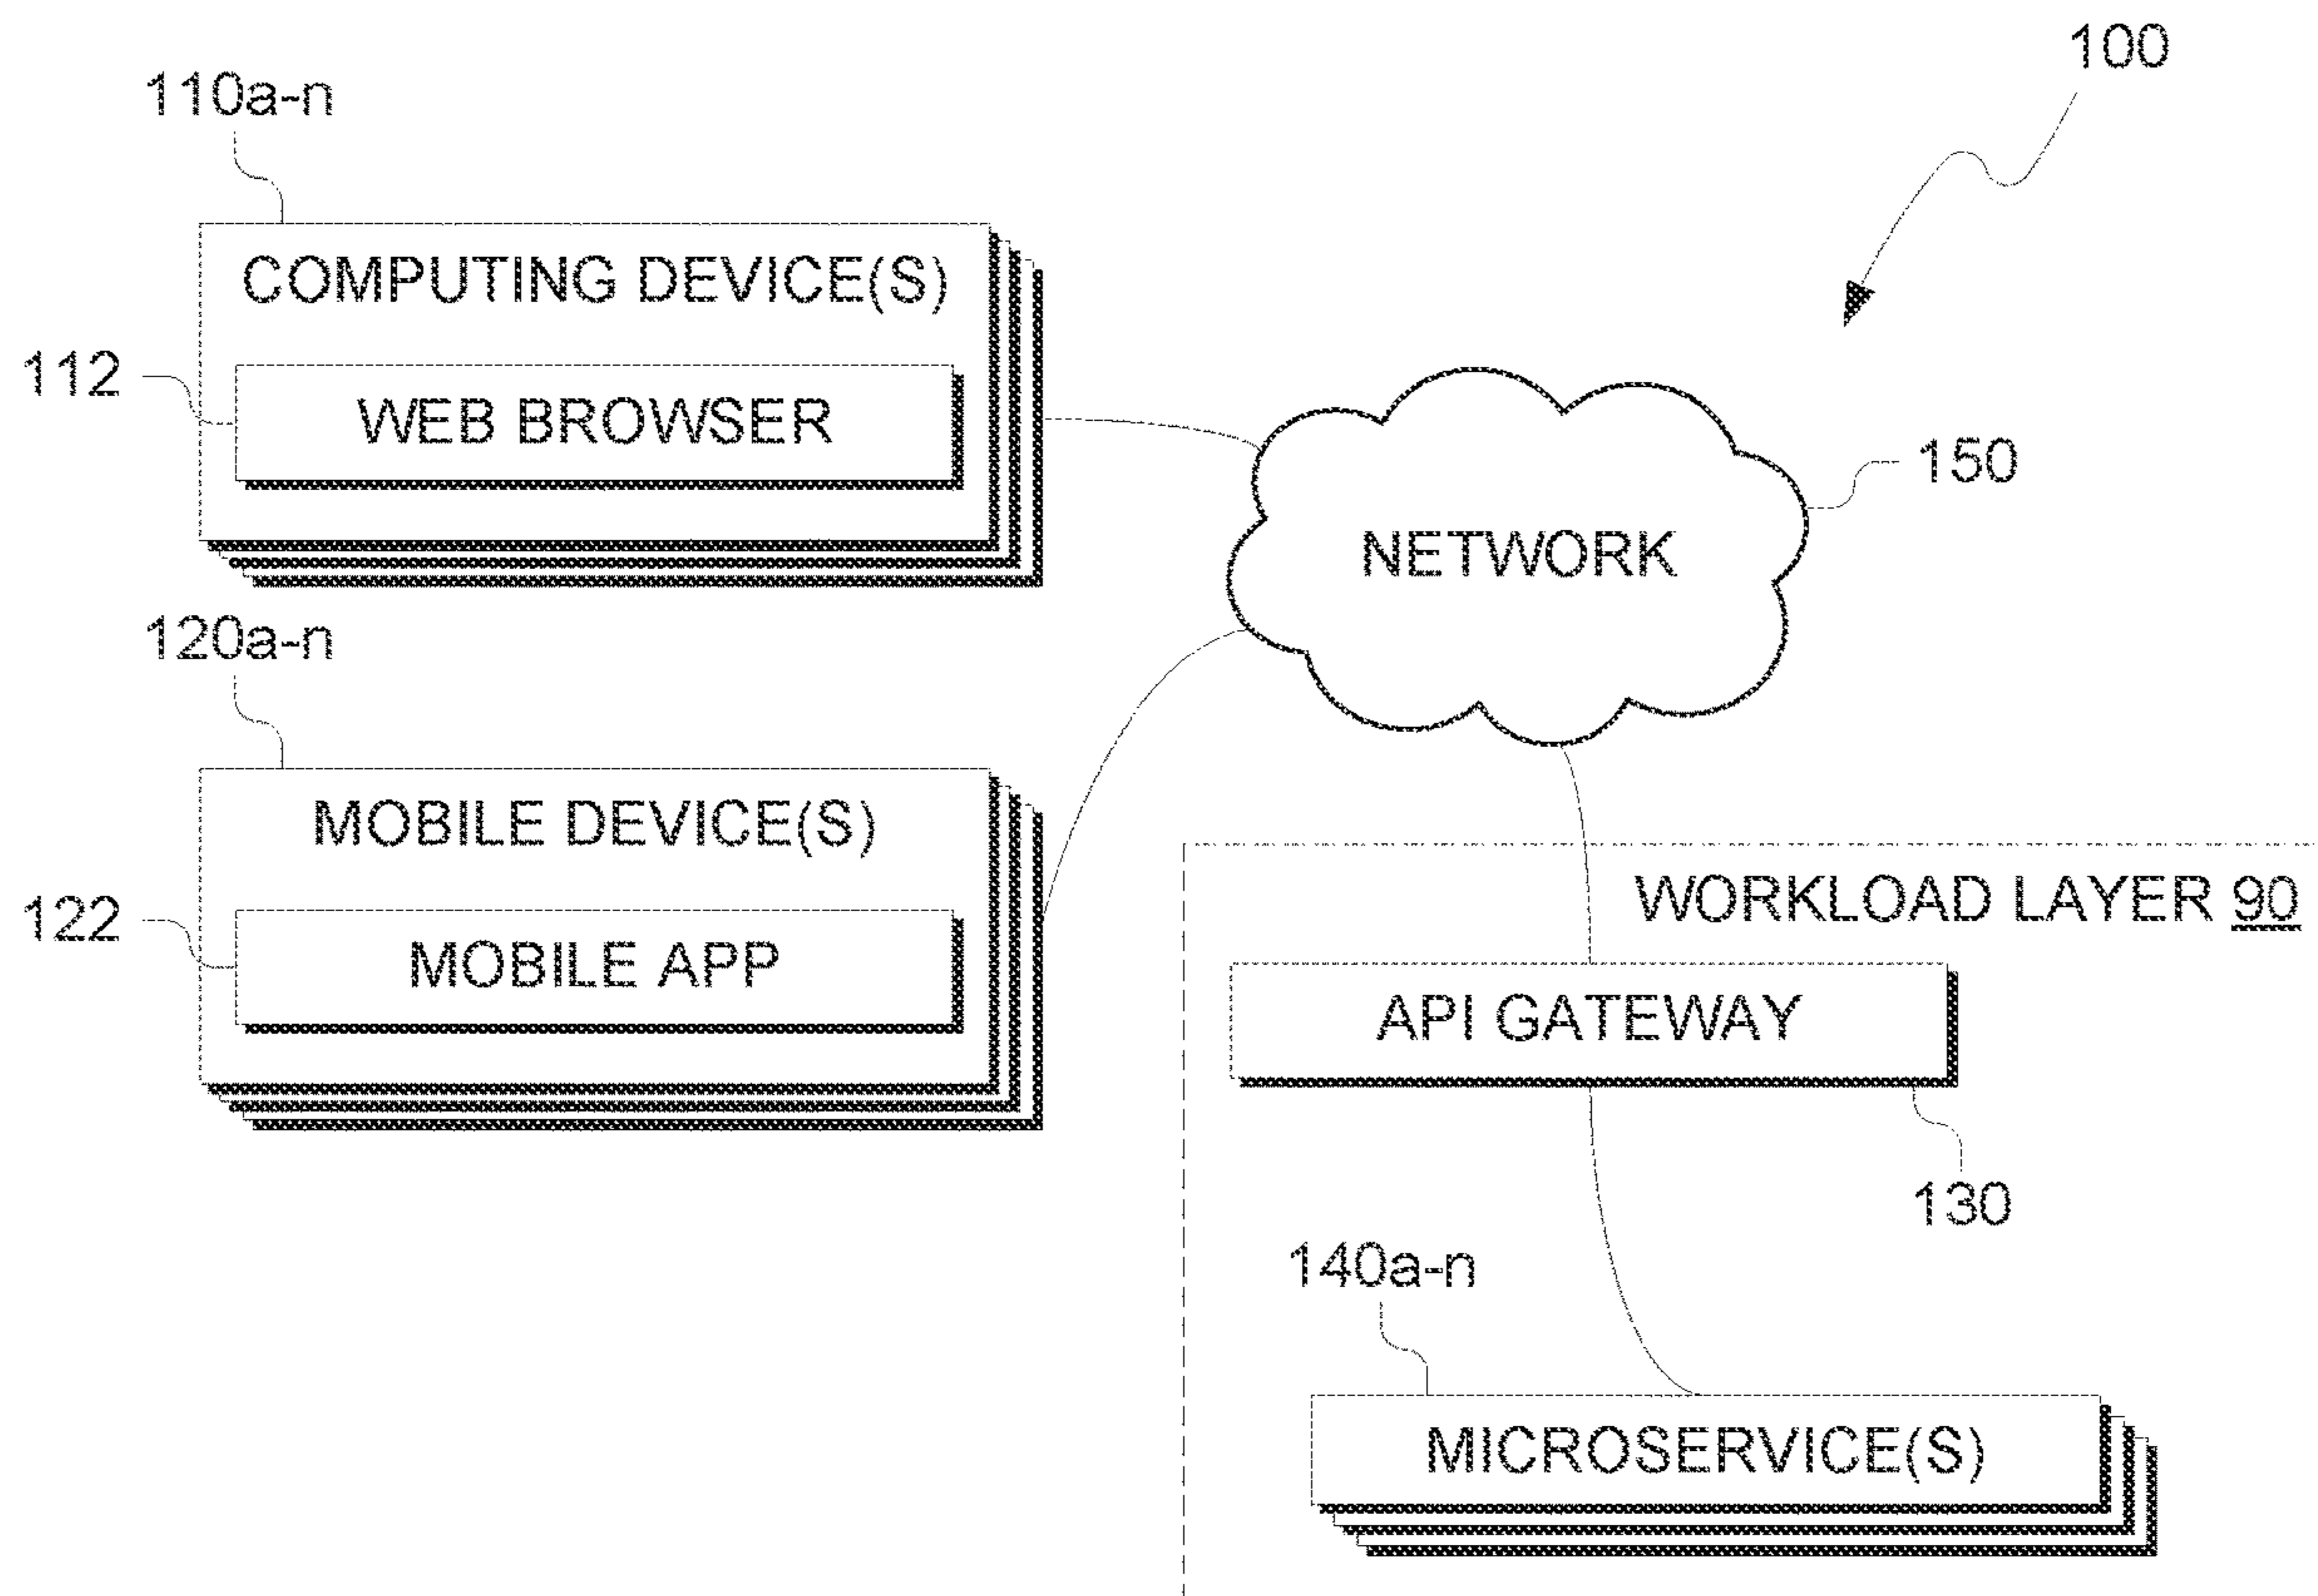 100
110a-n
COMPUTING DEVICE(S)
112
WEB BROWSER
150
NETWORK
120a-n
MOBILE DEVICE(S)
122
MOBILE APP
WORKLOAD LAYER 90
API GATEWAY
130
140a-n
MICROSERVICE(S)